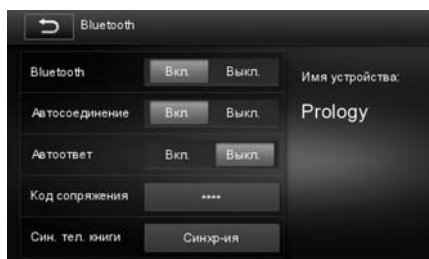 Bluetooth
Bluetooth Вкл. Выкл.
Имя устройства:
Автосоединение Вкл. Выкл.
Prology
Автоответ Вкл. Выкл.
Код сопряжения ••••
Син. тел. книги Синхр-ия